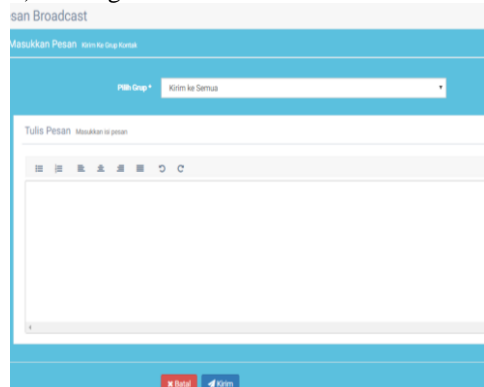 san Broadcast
Masukkan Pesan Kirim Ke Grup Kontak
Pilih Grup * Kirim ke Semua
Tulis Pesan Masukkan isi pesan
Batal Kirim